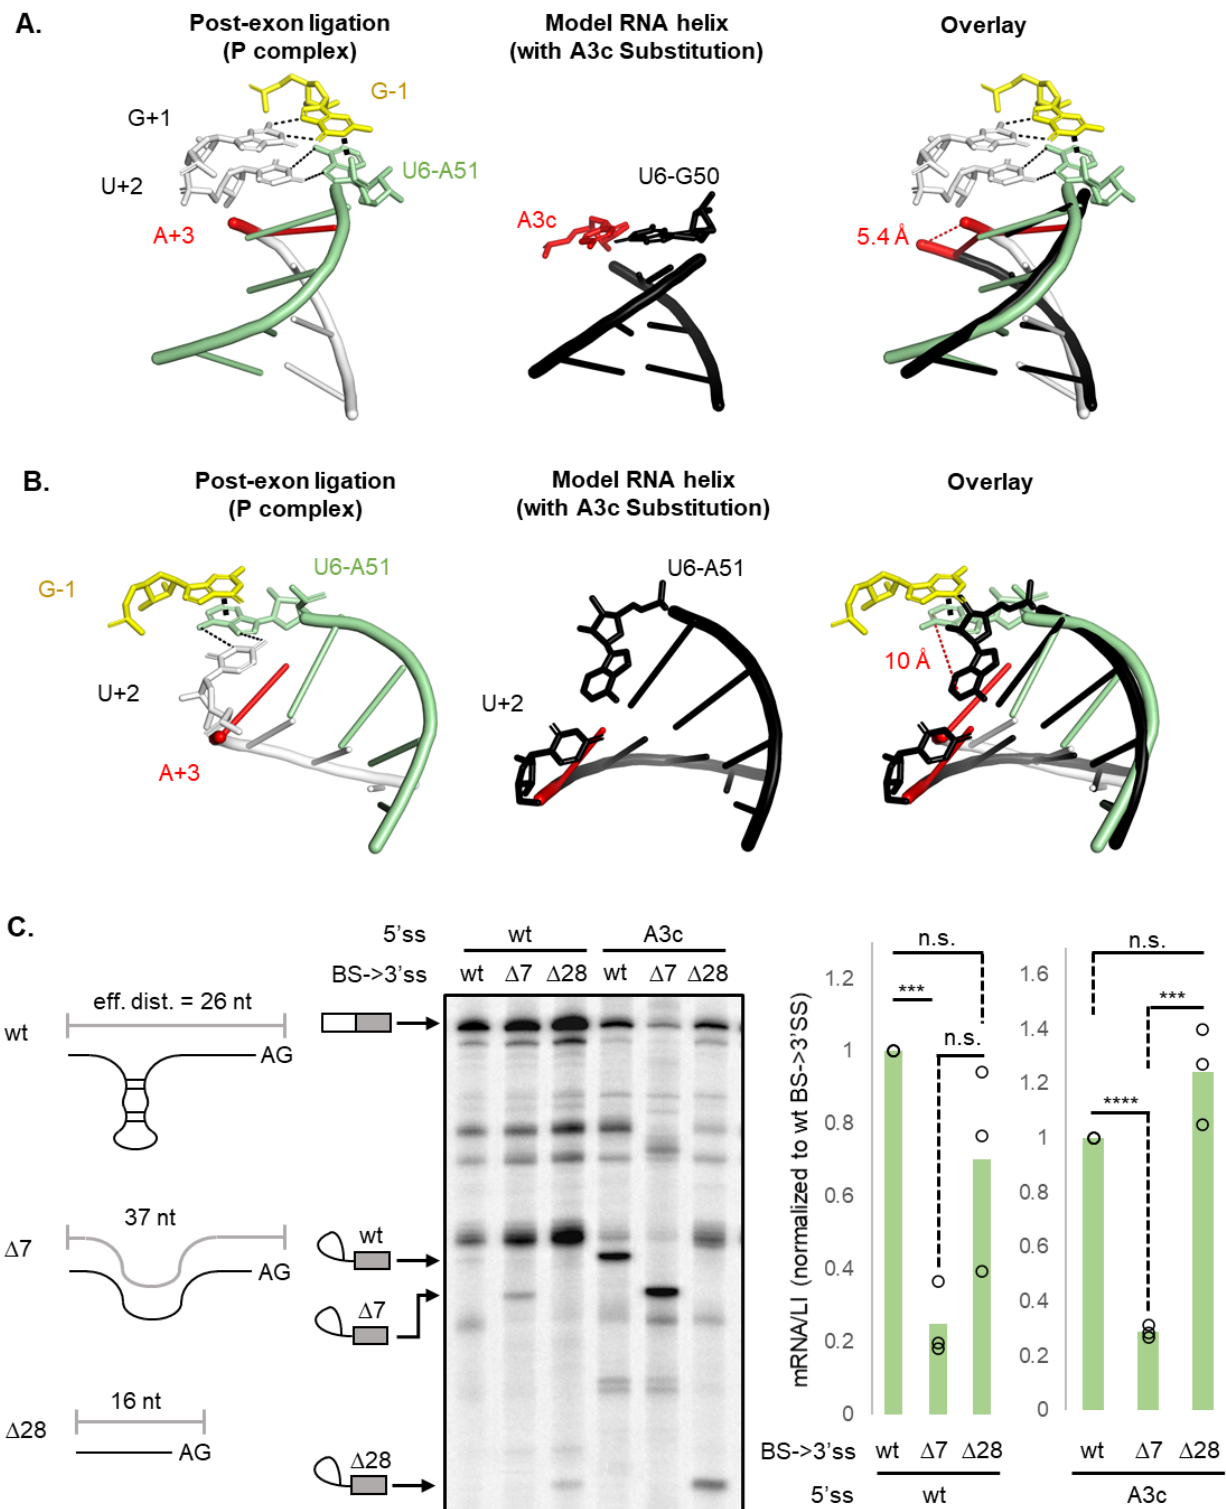 A.
Post-exon ligation
(P complex)
Model RNA helix
(with A3c Substitution)
Overlay
G-1
G+1
U+2
U6-A51
A+3
U6-G50
A3c
5.4 Å
B.
Post-exon ligation
(P complex)
Model RNA helix
(with A3c Substitution)
Overlay
G-1
U6-A51
U+2
A+3
U6-A51
U+2
10 Å
C.
5'ss wt A3c
BS->3'ss wt Δ7 Δ28 wt Δ7 Δ28
wt
eff. dist. = 26 nt
AG
Δ7
37 nt
AG
Δ28
16 nt
AG
wt
Δ7
Δ28
mRNA/LI (normalized to wt BS->3'SS)
1.2
1
0.8
0.6
0.4
0.2
0
n.s.
***
n.s.
BS->3'ss wt Δ7 Δ28
5'ss wt
1.6
1.4
1.2
1
0.8
0.6
0.4
0.2
0
n.s.
***
****
wt Δ7 Δ28
A3c